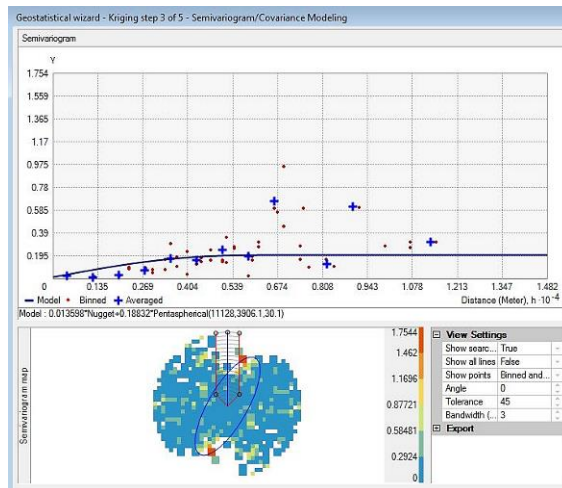 Geostatistical wizard - Kriging step 3 of 5 - Semivariogram/Covariance Modeling
Semivariogram
γ
1.754
1.559
1.365
1.17
0.975
0.78
0.585
0.39
0.195
0 0.135 0.269 0.404 0.539 0.674 0.808 0.943 1.078 1.213 1.347 1.482
Model Binned Averaged Distance (Meter), h ·10⁻⁴
Model : 0.013598*Nugget+0.18832*Pentaspherical(11128,3906.1,30.1)
Semivariogram map
1.7544
1.462
1.1696
0.87721
0.58481
0.2924
0
View Settings
Show searc... True
Show all lines False
Show points Binned and...
Angle 0
Tolerance 45
Bandwidth (... 3
Export